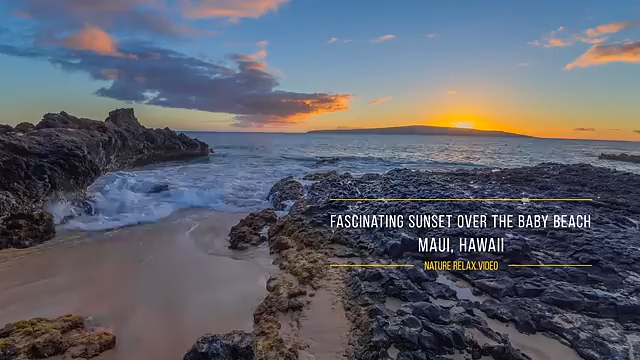 FASCINATING SUNSET OVER THE BABY BEACH
MAUI, HAWAII
NATURE RELAX.VIDEO